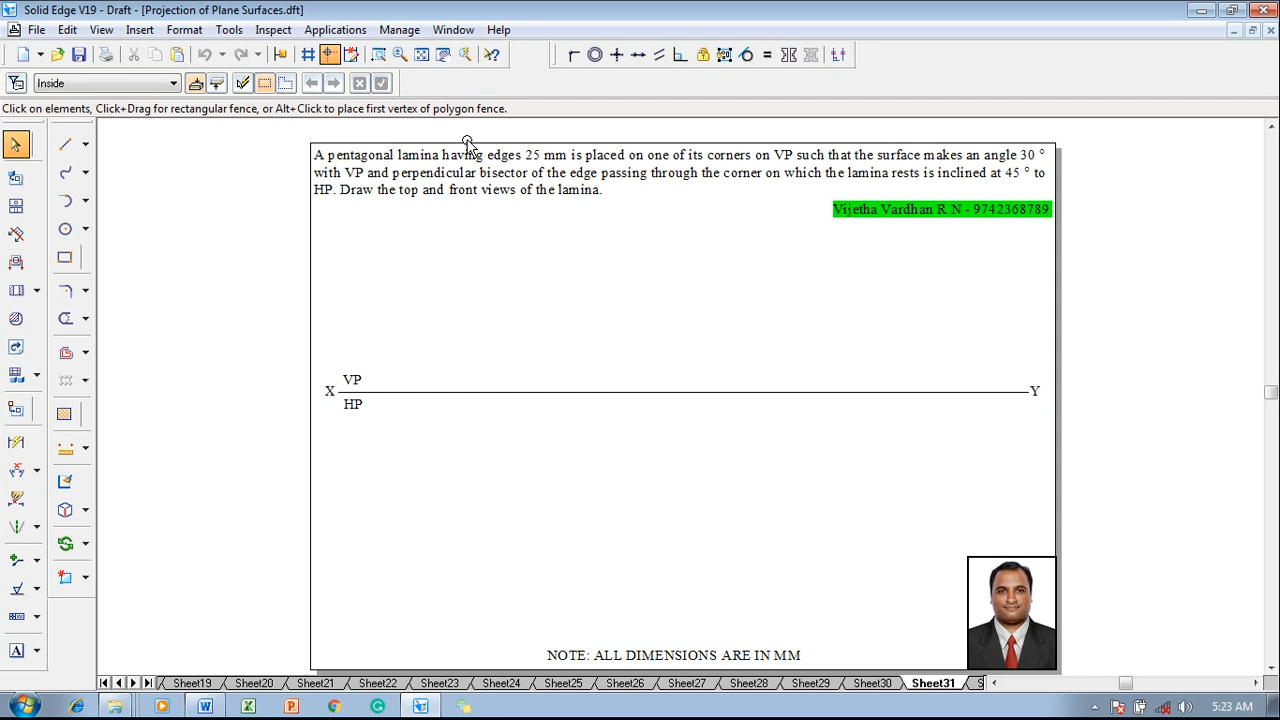 Solid Edge V19 - Draft - [Projection of Plane Surfaces.dft]
File Edit View Insert Format Tools Inspect Applications Manage Window Help
Inside
Click on elements, Click+Drag for rectangular fence, or Alt+Click to place first vertex of polygon fence.
A pentagonal lamina having edges 25 mm is placed on one of its corners on VP such that the surface makes an angle 30 °
with VP and perpendicular bisector of the edge passing through the corner on which the lamina rests is inclined at 45 ° to
HP. Draw the top and front views of the lamina.
Vijetha Vardhan R N - 9742368789
VP
X Y
HP
NOTE: ALL DIMENSIONS ARE IN MM
Sheet19 Sheet20 Sheet21 Sheet22 Sheet23 Sheet24 Sheet25 Sheet26 Sheet27 Sheet28 Sheet29 Sheet30 Sheet31 S
5:23 AM